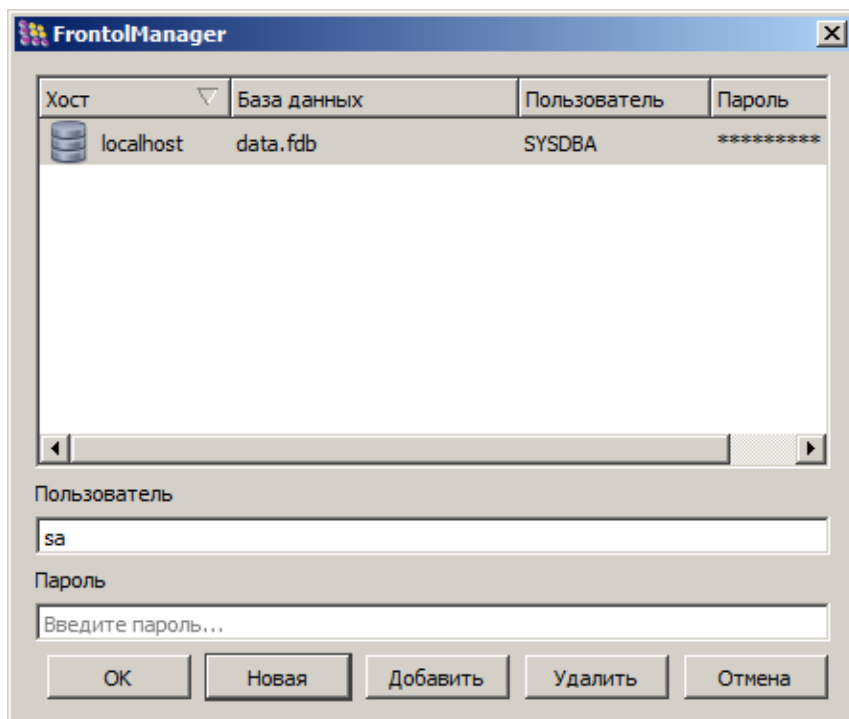 FrontolManager
Хост База данных Пользователь Пароль
localhost data.fdb SYSDBA *********
Пользователь
sa
Пароль
Введите пароль...
OK Новая Добавить Удалить Отмена